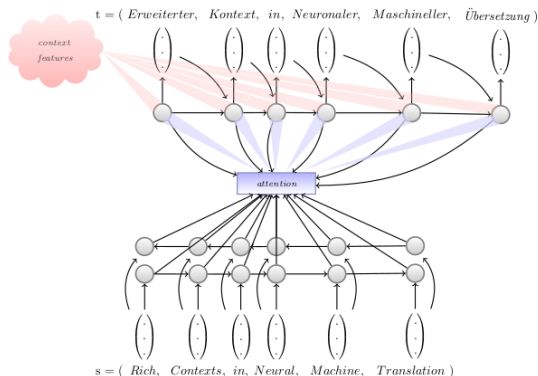 t = ( Erweiterter, Kontext, in, Neuronaler, Maschineller, Übersetzung )
context
features
attention
s = ( Rich, Contexts, in, Neural, Machine, Translation )